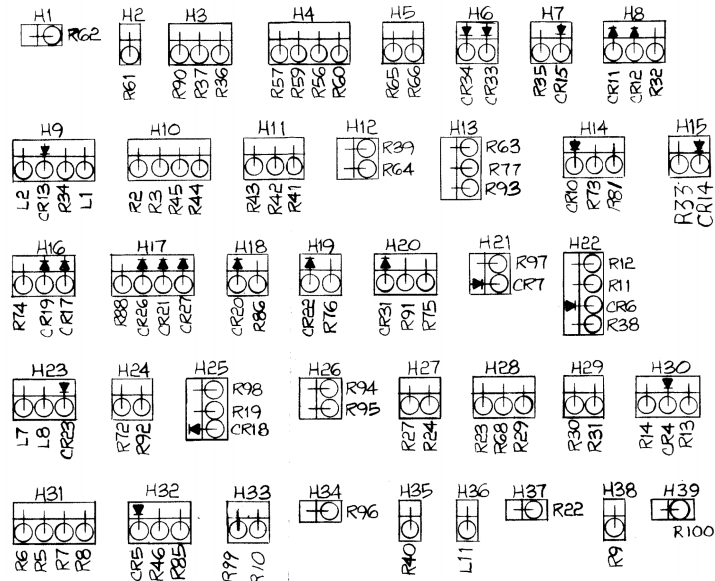 H1 H2 H3 H4 H5 H6 H7 H8
R62
R61 R90 R37 R36 R57 R59 R56 R60 R65 R66 CR34 CR33 R35 CR15 CR11 CR12 R32
H9 H10 H11 H12 H13 H14 H15
R39 R63
R64 R77
R93
L2 CR13 R34 L1 R2 R3 R45 R44 R43 R42 R41 CR10 R73 R81 R33 CR14
H16 H17 H18 H19 H20 H21 H22
R97 R12
CR7 R11
CR6
R38
R74 CR19 CR17 R88 CR26 CR21 CR27 CR20 R86 CR22 R76 CR31 R91 R75
H23 H24 H25 H26 H27 H28 H29 H30
R98 R94
R19 R95
CR18
L7 L8 CR23 R72 R92 R27 R24 R23 R68 R29 R30 R31 R14 CR4 R13
H31 H32 H33 H34 H35 H36 H37 H38 H39
R96 R22
R100
R6 R5 R7 R8 CR5 R46 R85 R99 R10 R40 L11 R9